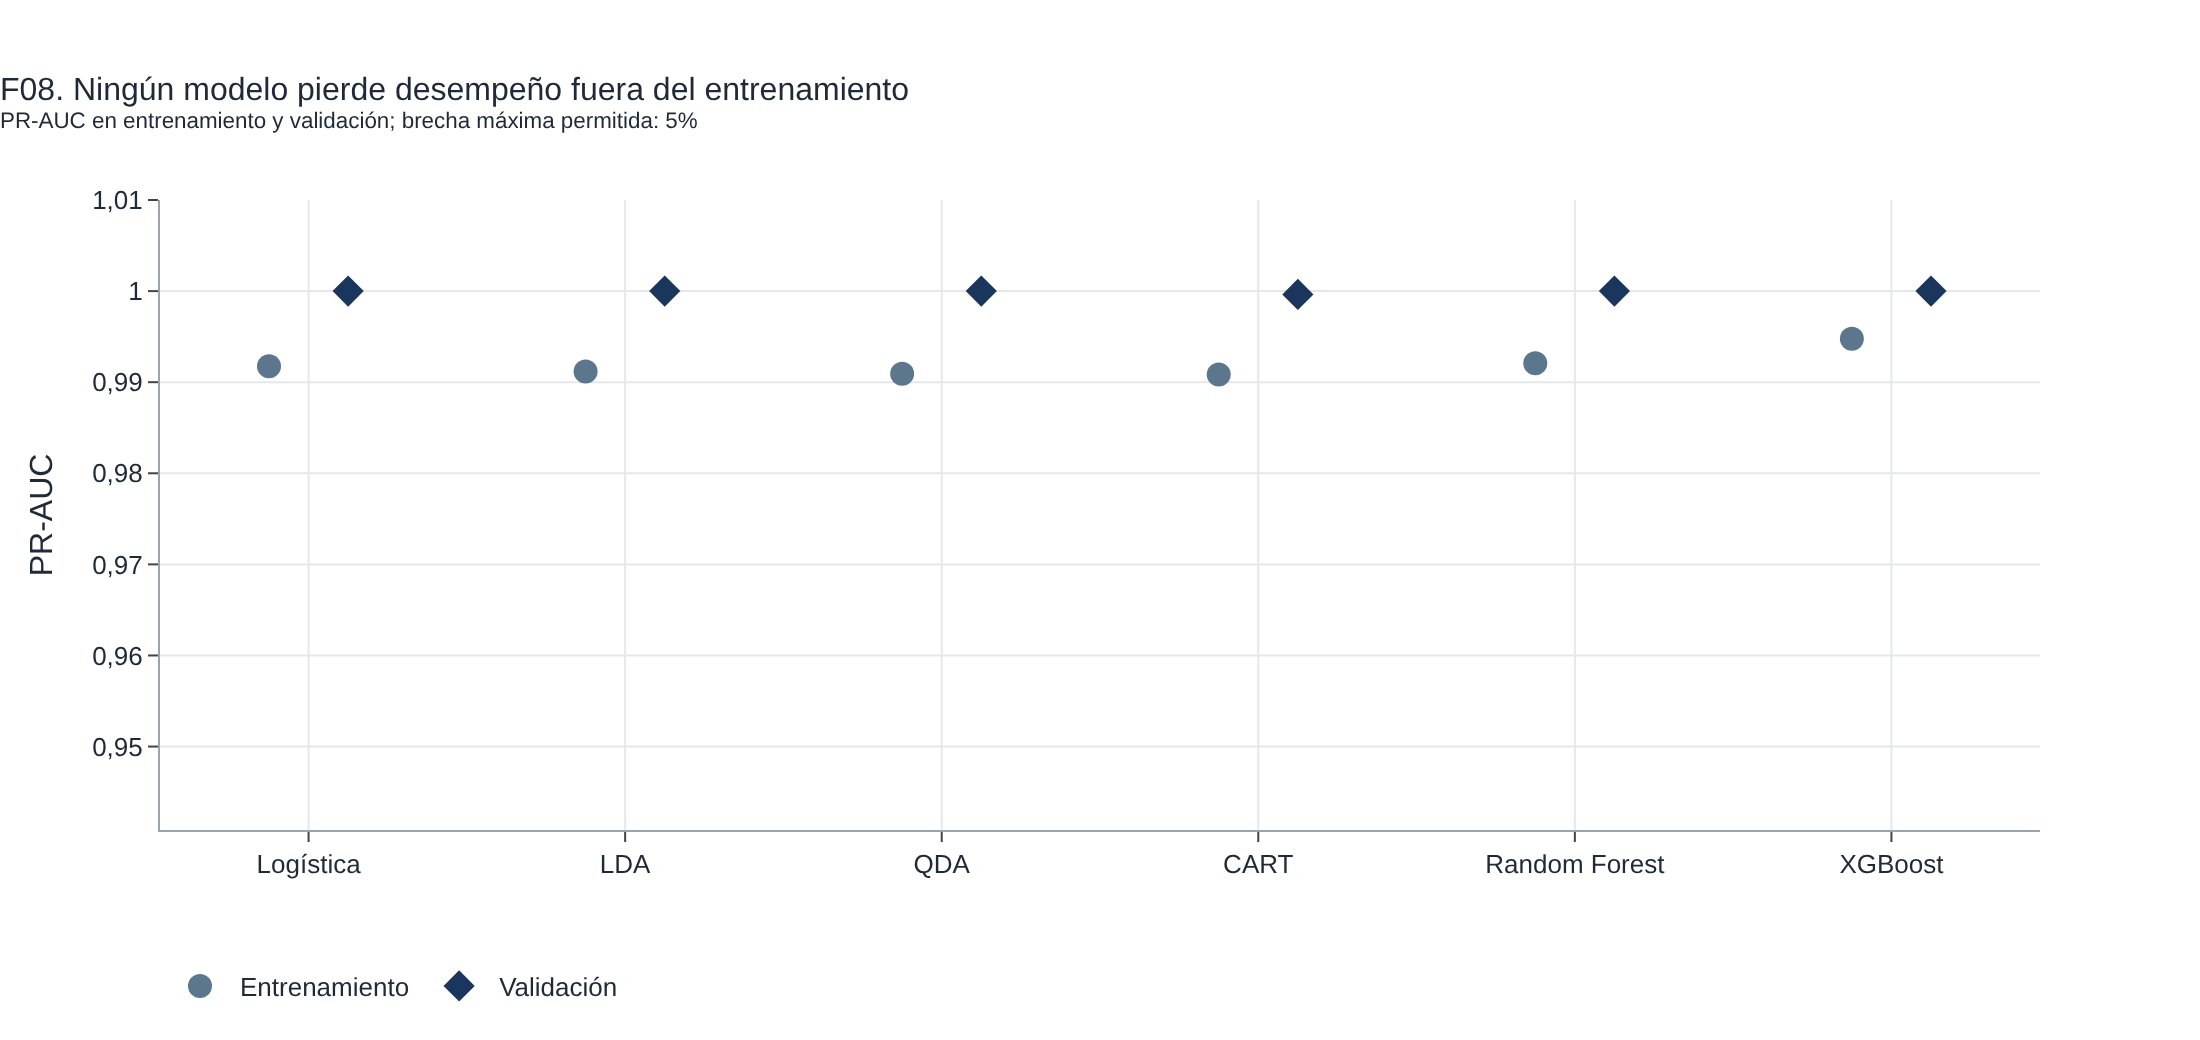 F08. Ningún modelo pierde desempeño fuera del entrenamiento
PR-AUC en entrenamiento y validación; brecha máxima permitida: 5%
1,01
1
0,99
0,98
0,97
0,96
0,95
PR-AUC
Logística
LDA
QDA
CART
Random Forest
XGBoost
Entrenamiento
Validación